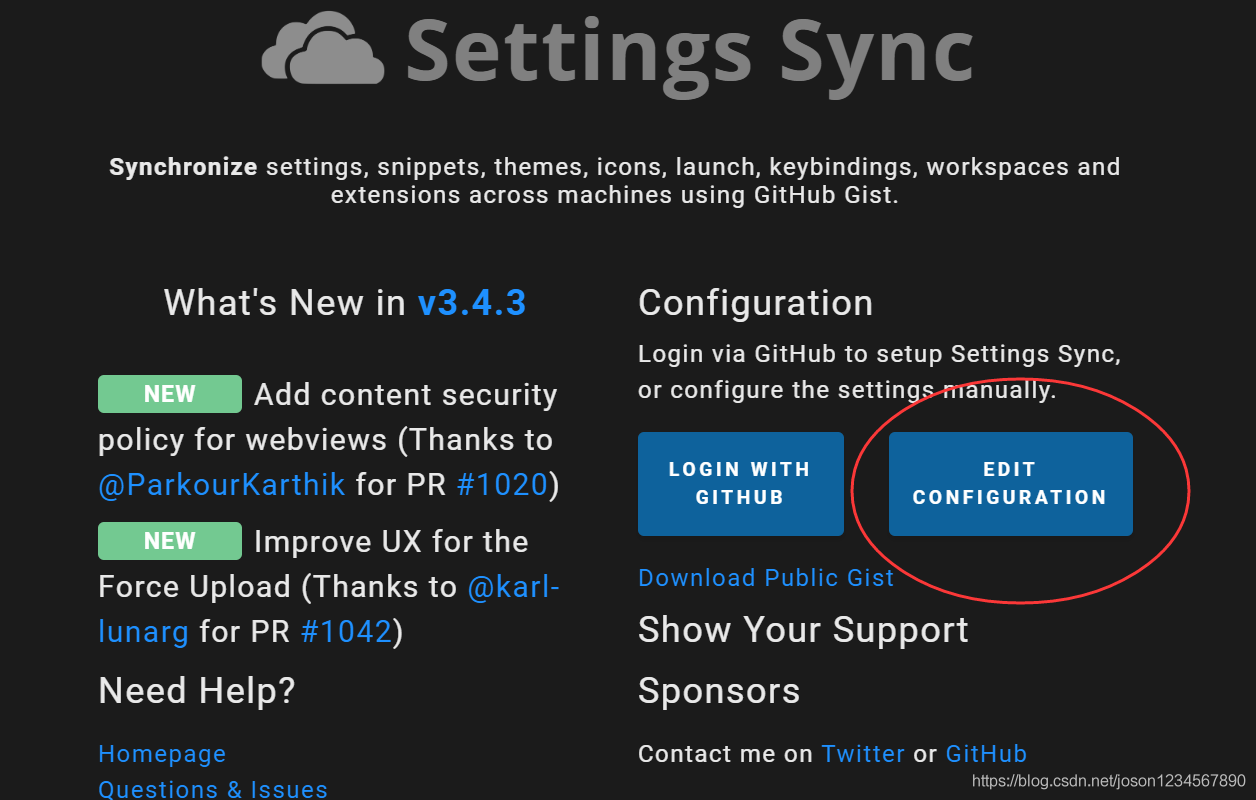 Settings Sync
Synchronize settings, snippets, themes, icons, launch, keybindings, workspaces and
extensions across machines using GitHub Gist.
What's New in v3.4.3
NEW Add content security
policy for webviews (Thanks to
@ParkourKarthik for PR #1020)
NEW Improve UX for the
Force Upload (Thanks to @karl-
lunarg for PR #1042)
Need Help?
Homepage
Questions & Issues
Configuration
Login via GitHub to setup Settings Sync,
or configure the settings manually.
LOGIN WITH
GITHUB
EDIT
CONFIGURATION
Download Public Gist
Show Your Support
Sponsors
Contact me on Twitter or GitHub
https://blog.csdn.net/joson1234567890